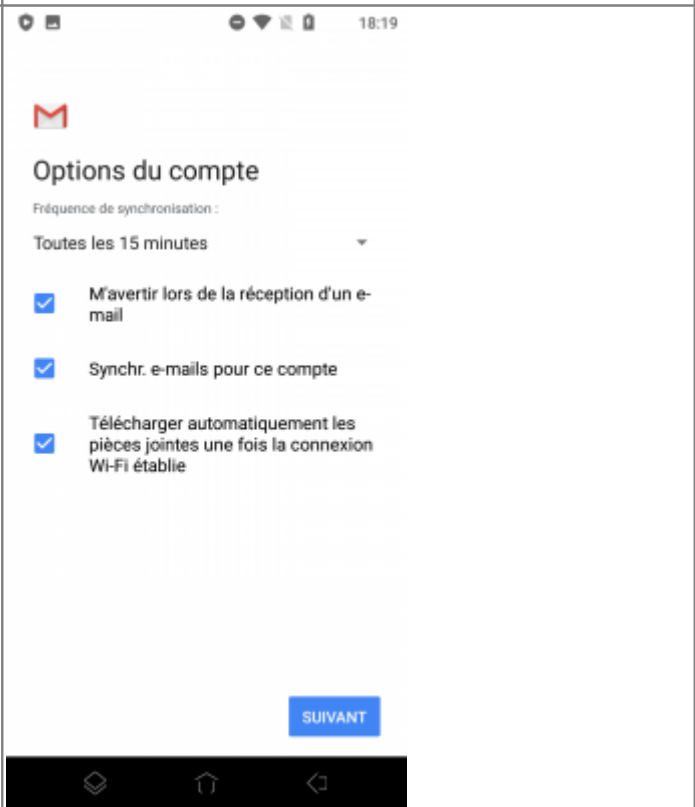 18:19
Options du compte
Fréquence de synchronisation :
Toutes les 15 minutes
M'avertir lors de la réception d'un e-
mail
Synchr. e-mails pour ce compte
Télécharger automatiquement les
pièces jointes une fois la connexion
Wi-Fi établie
SUIVANT